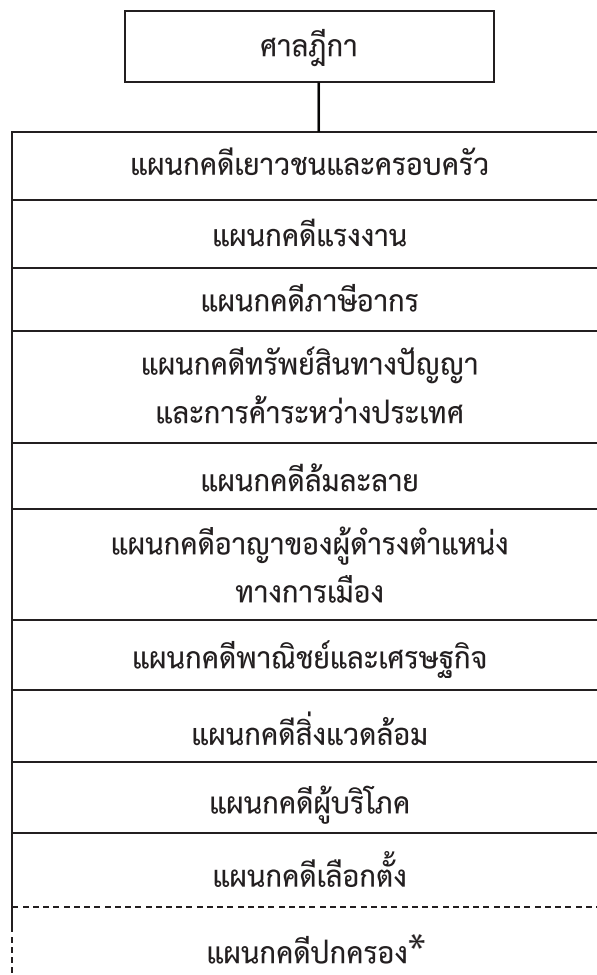 ศาลฎีกา
แผนกคดีเยาวชนและครอบครัว
แผนกคดีแรงงาน
แผนกคดีภาษีอากร
แผนกคดีทรัพย์สินทางปัญญา
และการค้าระหว่างประเทศ
แผนกคดีล้มละลาย
แผนกคดีอาญาของผู้ดำรงตำแหน่ง
ทางการเมือง
แผนกคดีพาณิชย์และเศรษฐกิจ
แผนกคดีสิ่งแวดล้อม
แผนกคดีผู้บริโภค
แผนกคดีเลือกตั้ง
แผนกคดีปกครอง*